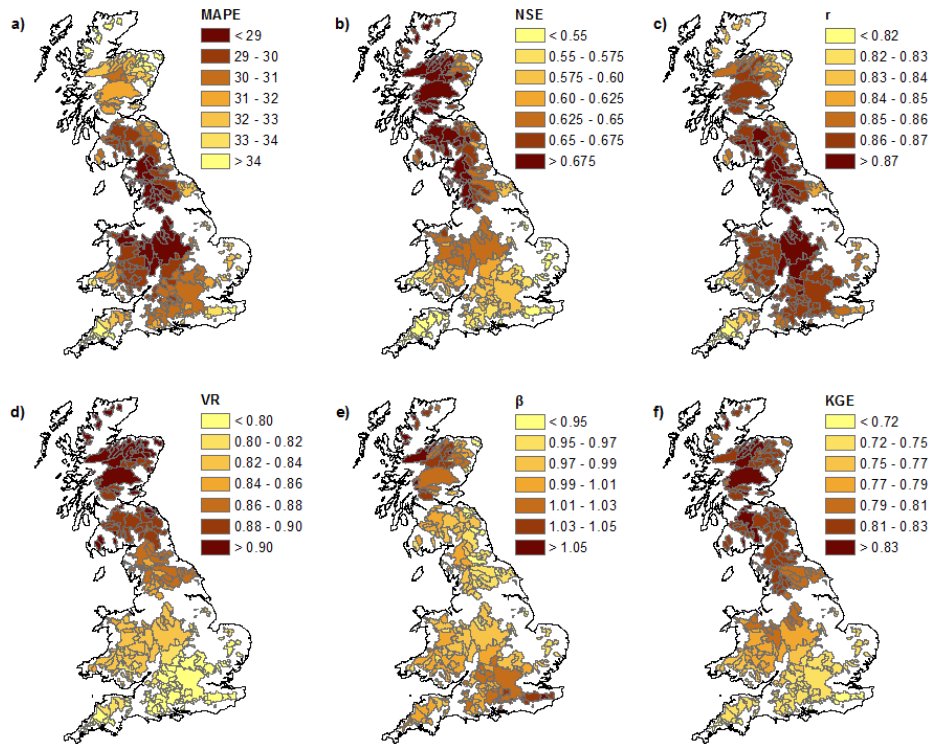 a) MAPE
< 29
29 - 30
30 - 31
31 - 32
32 - 33
33 - 34
> 34
b) NSE
< 0.55
0.55 - 0.575
0.575 - 0.60
0.60 - 0.625
0.625 - 0.65
0.65 - 0.675
> 0.675
c) r
< 0.82
0.82 - 0.83
0.83 - 0.84
0.84 - 0.85
0.85 - 0.86
0.86 - 0.87
> 0.87
d) VR
< 0.80
0.80 - 0.82
0.82 - 0.84
0.84 - 0.86
0.86 - 0.88
0.88 - 0.90
> 0.90
e) β
< 0.95
0.95 - 0.97
0.97 - 0.99
0.99 - 1.01
1.01 - 1.03
1.03 - 1.05
> 1.05
f) KGE
< 0.72
0.72 - 0.75
0.75 - 0.77
0.77 - 0.79
0.79 - 0.81
0.81 - 0.83
> 0.83